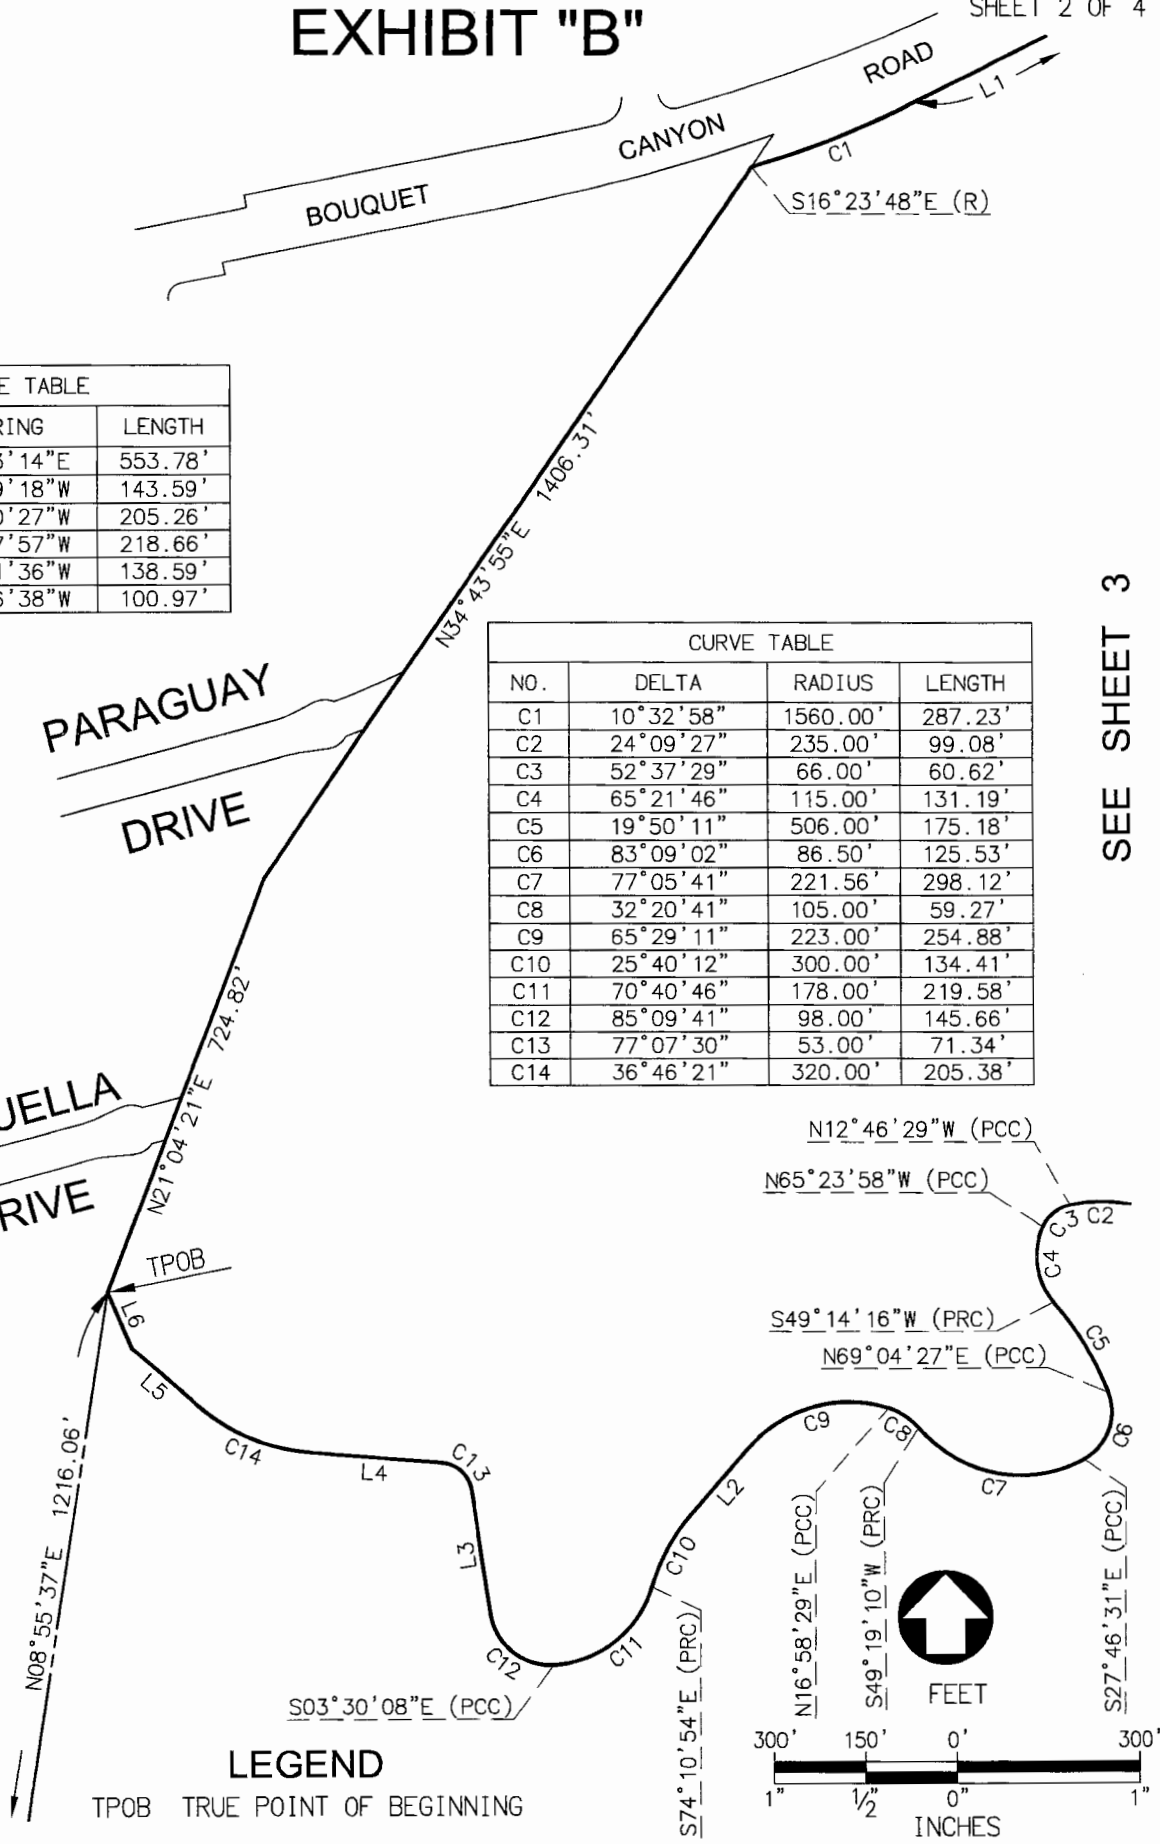 EXHIBIT "B"
SHEET 2 OF 4
ROAD
CANYON
BOUQUET
L1
C1
S16°23'48"E (R)
E TABLE
RING LENGTH
'14"E 553.78'
'18"W 143.59'
'27"W 205.26'
'57"W 218.66'
'36"W 138.59'
'38"W 100.97'
N34°43'55"E 1406.31'
SEE SHEET 3
PARAGUAY
DRIVE
CURVE TABLE
NO. DELTA RADIUS LENGTH
C1 10°32'58" 1560.00' 287.23'
C2 24°09'27" 235.00' 99.08'
C3 52°37'29" 66.00' 60.62'
C4 65°21'46" 115.00' 131.19'
C5 19°50'11" 506.00' 175.18'
C6 83°09'02" 86.50' 125.53'
C7 77°05'41" 221.56' 298.12'
C8 32°20'41" 105.00' 59.27'
C9 65°29'11" 223.00' 254.88'
C10 25°40'12" 300.00' 134.41'
C11 70°40'46" 178.00' 219.58'
C12 85°09'41" 98.00' 145.66'
C13 77°07'30" 53.00' 71.34'
C14 36°46'21" 320.00' 205.38'
N21°04'21"E 724.82'
UELLA
RIVE
TPOB
N12°46'29"W (PCC)
N65°23'58"W (PCC)
C3
C2
C4
S49°14'16"W (PRC)
C5
N69°04'27"E (PCC)
L6
L5
C14
L4
C13
C9
C8
C6
C7
L2
L3
C10
C12
C11
N08°55'37"E 1216.06'
S03°30'08"E (PCC)
S74°10'54"E (PRC)
N16°58'29"E (PCC)
S49°19'10"W (PRC)
S27°46'31"E (PCC)
FEET
300' 150' 0' 300'
1" ½" 0" 1"
INCHES
LEGEND
TPOB TRUE POINT OF BEGINNING